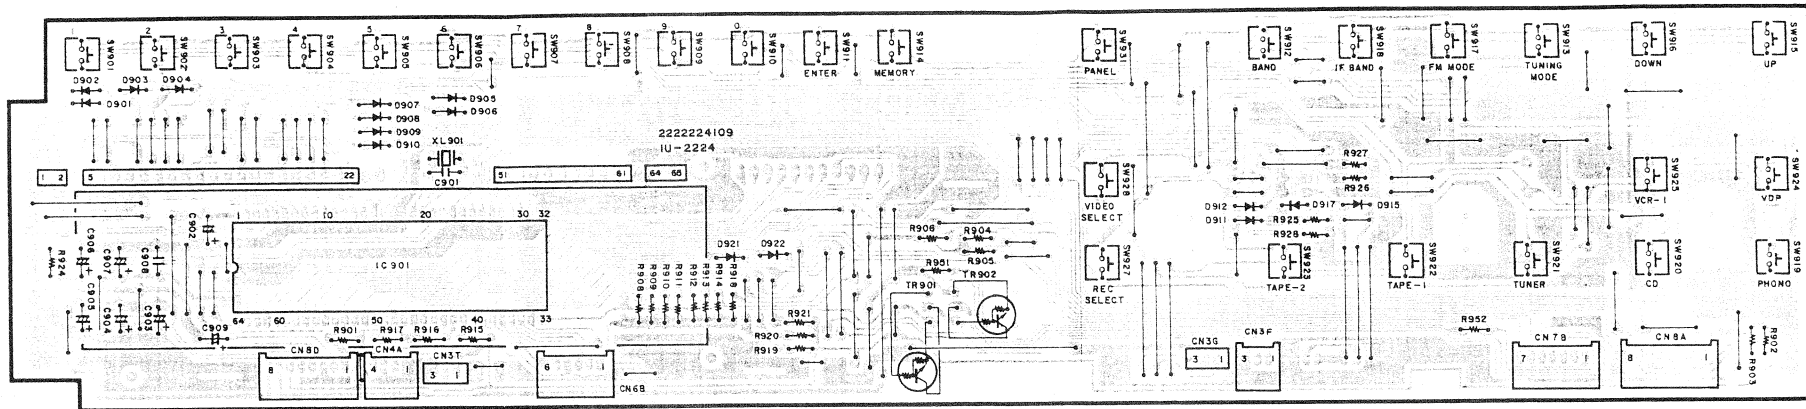 1 2 3 4 5 6 7 8 9 0
SW901 SW902 SW903 SW904 SW905 SW906 SW907 SW908 SW909 SW910 SW911 SW914 SW931 SW912 SW918 SW917 SW913 SW916 SW915
ENTER MEMORY PANEL BAND IF BAND FM MODE TUNING MODE DOWN UP
D902 D903 D904
D901
D907 D905
D908 D906
D909
D910
XL901
C901
2222224109
IU-2224
1 2 5 22 51 61 64 65
R927
R926
SW928 VIDEO SELECT
VCR-1
SW924 VDP
D912 D917 D915
D911 R925
R928
C902
1 10 20 30 32
IC901
64 60 50 40 33
R924 C906 C907 C908
C905 C904 C903
C909
R901 R917 R916 R915
D921 D922
R908 R909 R910 R911 R912 R913 R914 R918
R921
R920
R919
R906 R904
R905
R951
TR902
TR901
SW927 REC SELECT
SW923 TAPE-2
SW922 TAPE-1
SW921 TUNER
SW920 CD
SW919 PHONO
R952
R902
R903
CN8D 8 1
CN4A 4 1
CN3T 3 1
6 1 CN6B
CN3G 3 1
CN3F 3 1
CN7B 7 1
CN8A 8 1